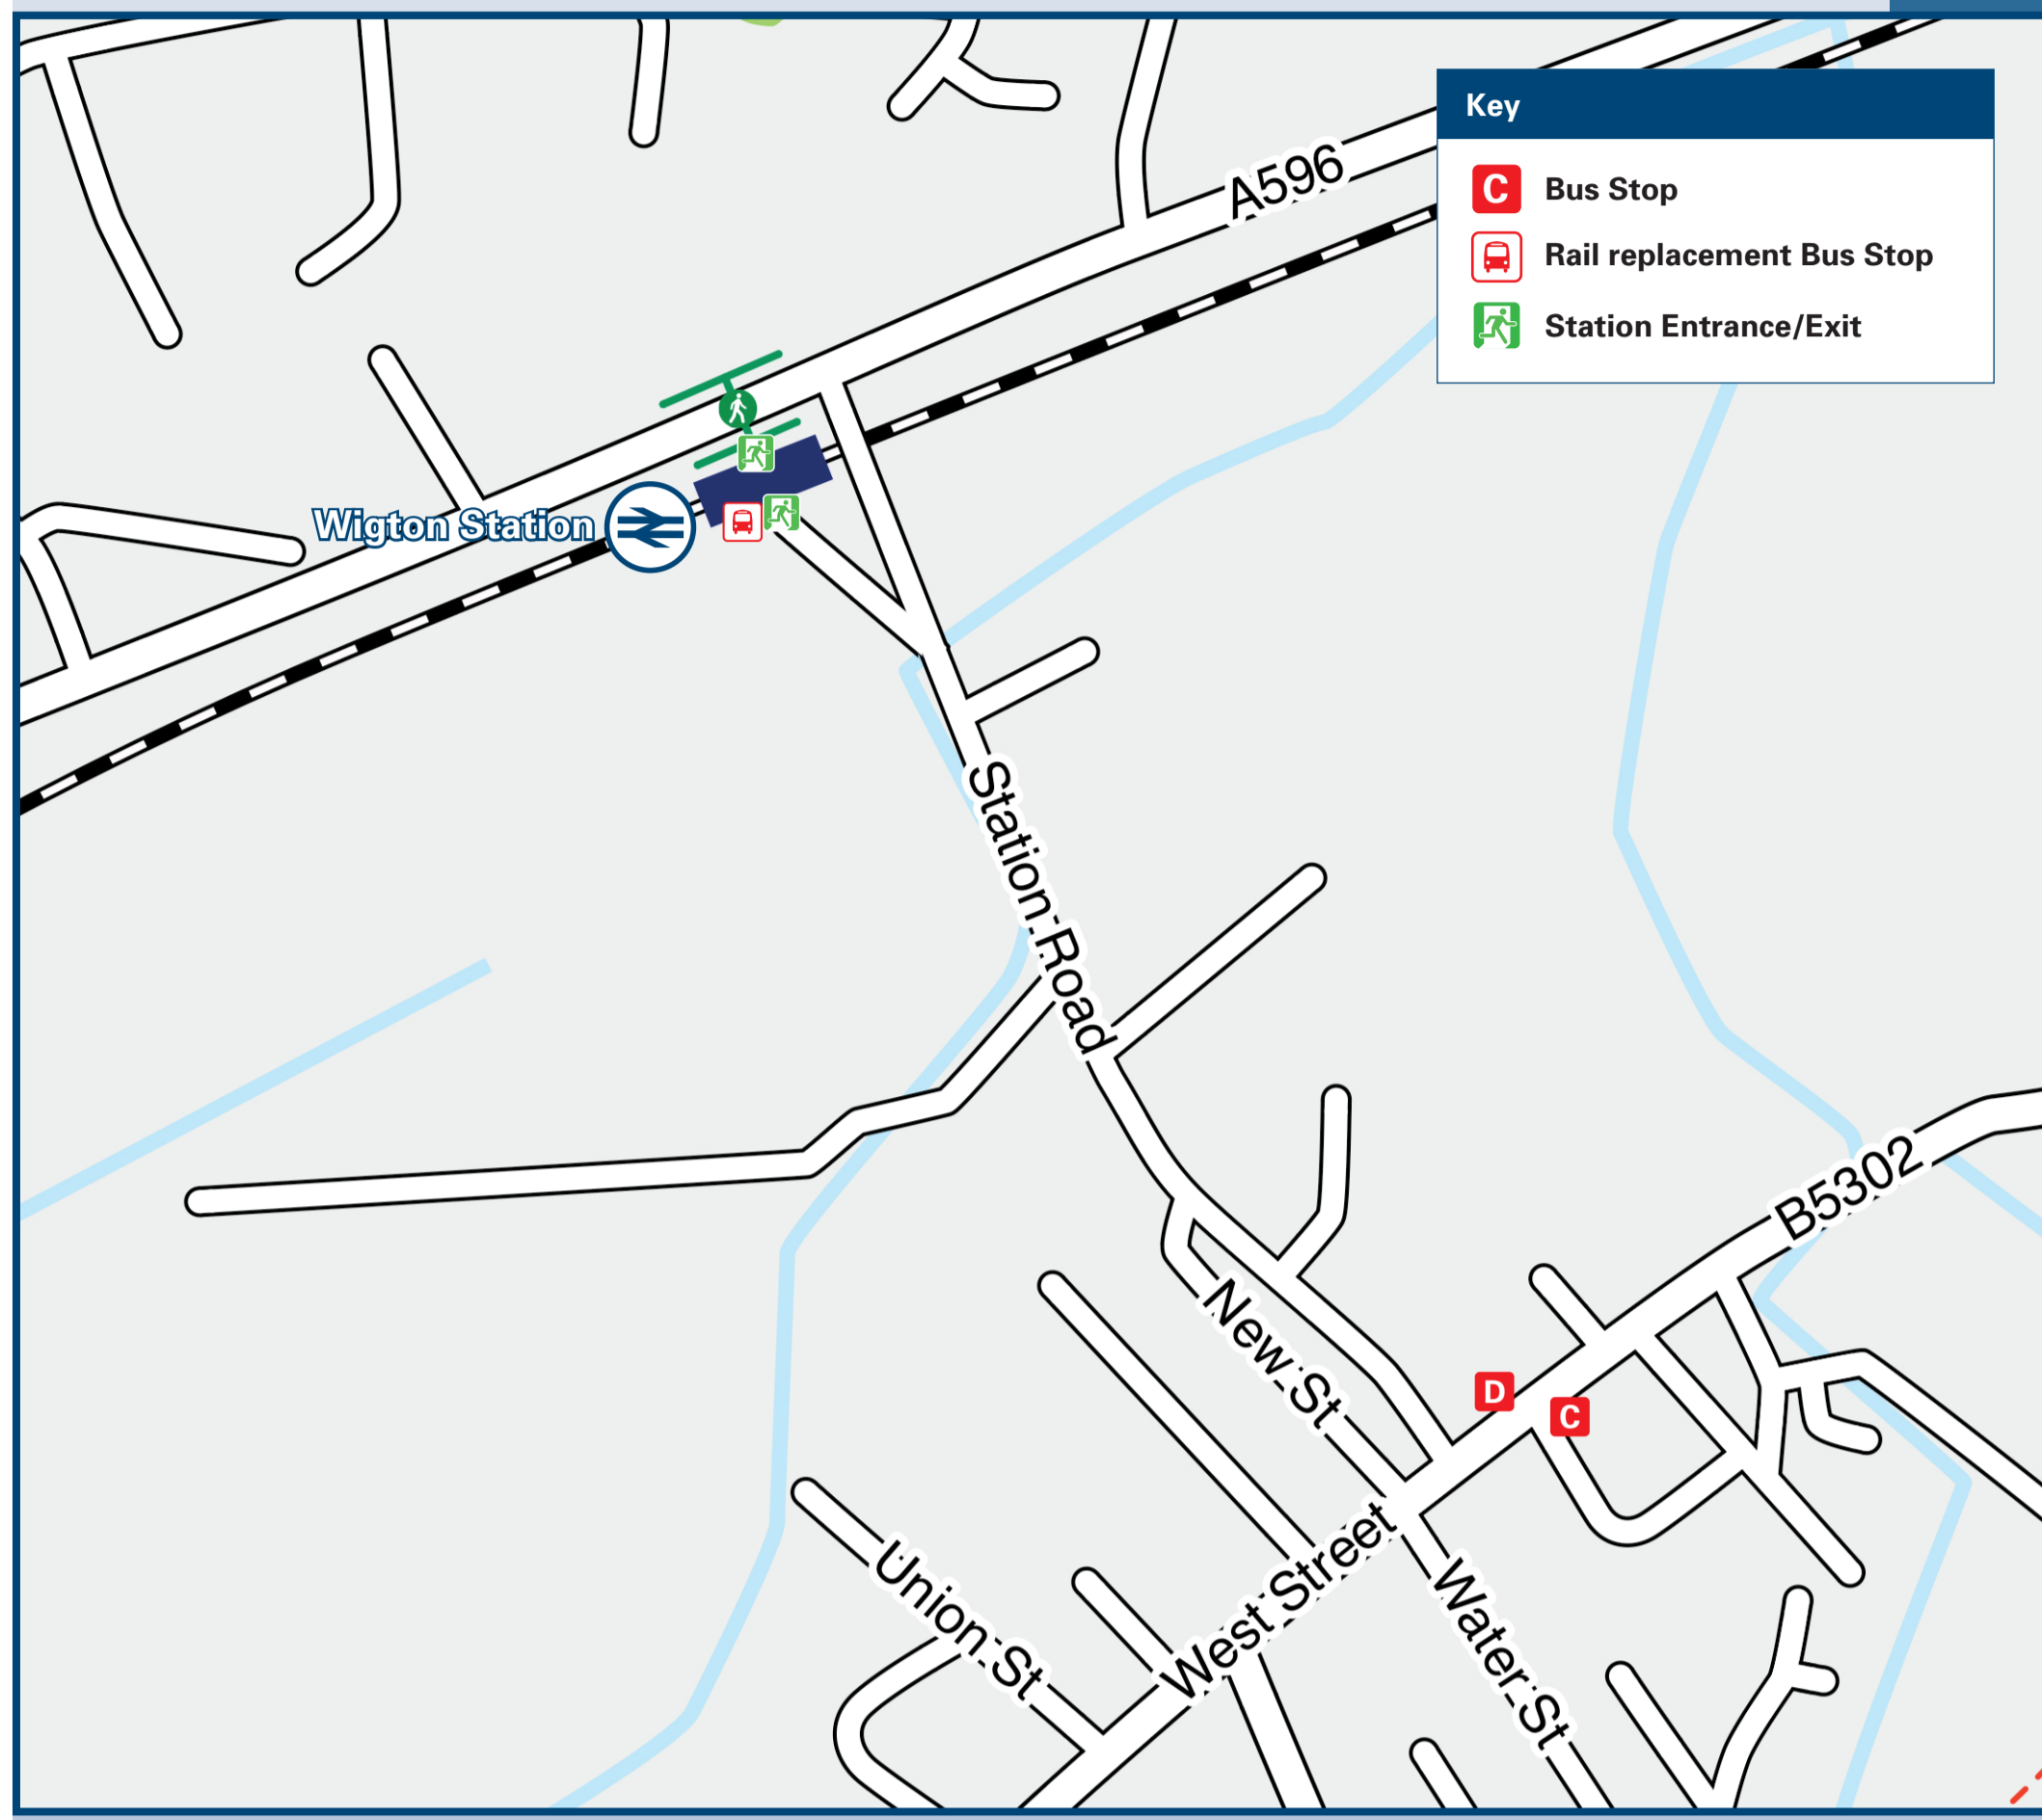 Key
C Bus Stop
Rail replacement Bus Stop
Station Entrance/Exit
A596
Wigton Station
Station Road
B5302
New St
D
C
West Street
Union St
Water St